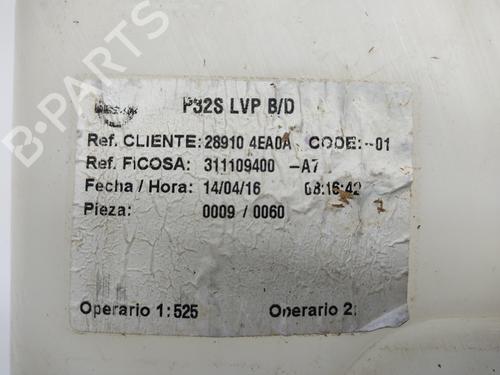 B-PARTS
P32S LVP B/D
Ref. CLIENTE: 28910 4EA0A CODE: -01
Ref. FICOSA: 311109400 -A7
Fecha / Hora: 14/04/16 08:16:42
Pieza: 0009 / 0060
Operario 1: 525 Operario 2: